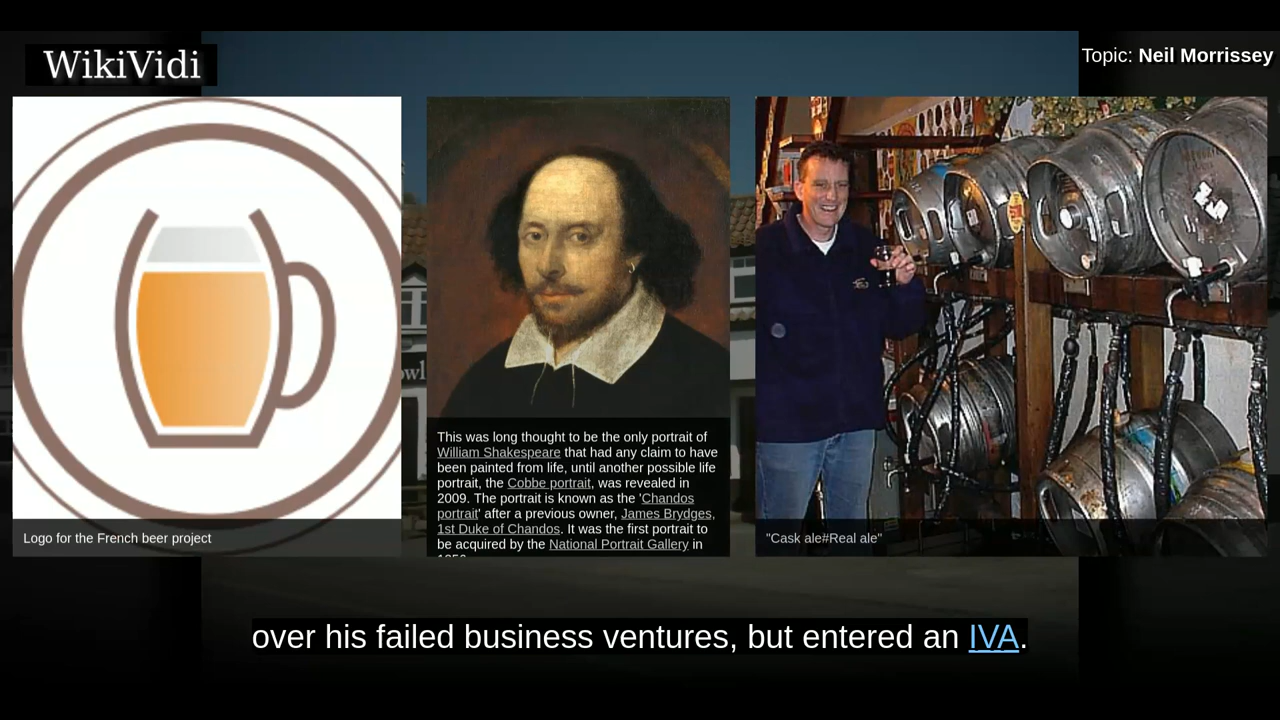 WikiVidi
Topic: Neil Morrissey
Logo for the French beer project
This was long thought to be the only portrait of
William Shakespeare that had any claim to have
been painted from life, until another possible life
portrait, the Cobbe portrait, was revealed in
2009. The portrait is known as the 'Chandos
portrait' after a previous owner, James Brydges,
1st Duke of Chandos. It was the first portrait to
be acquired by the National Portrait Gallery in
"Cask ale#Real ale"
over his failed business ventures, but entered an IVA.